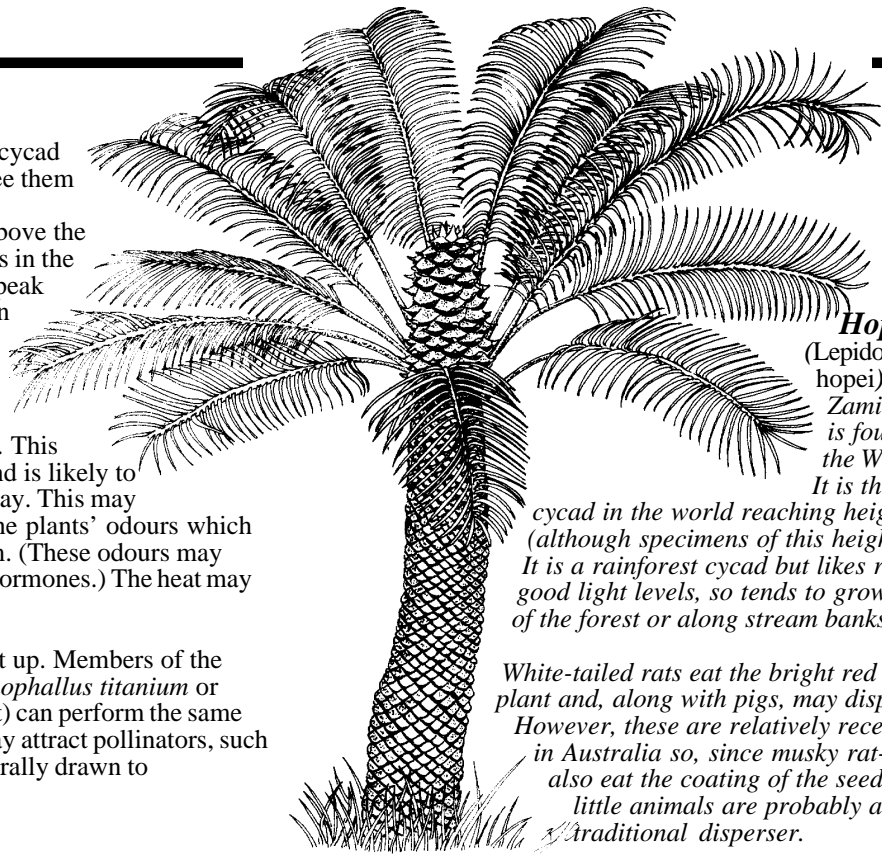 cycad
ee them
bove the
s in the
peak
n
. This
nd is likely to
ay. This may
ne plants’ odours which
n. (These odours may
ormones.) The heat may
t up. Members of the
ophallus titanium or
t) can perform the same
ay attract pollinators, such
rally drawn to
Hop
(Lepido
hopei)
Zami
is fou
the W
It is th
cycad in the world reaching heig
(although specimens of this heigh
It is a rainforest cycad but likes
good light levels, so tends to grow
of the forest or along stream banks
White-tailed rats eat the bright red
plant and, along with pigs, may disp
However, these are relatively rece
in Australia so, since musky rat-
also eat the coating of the seed
little animals are probably a
traditional disperser.